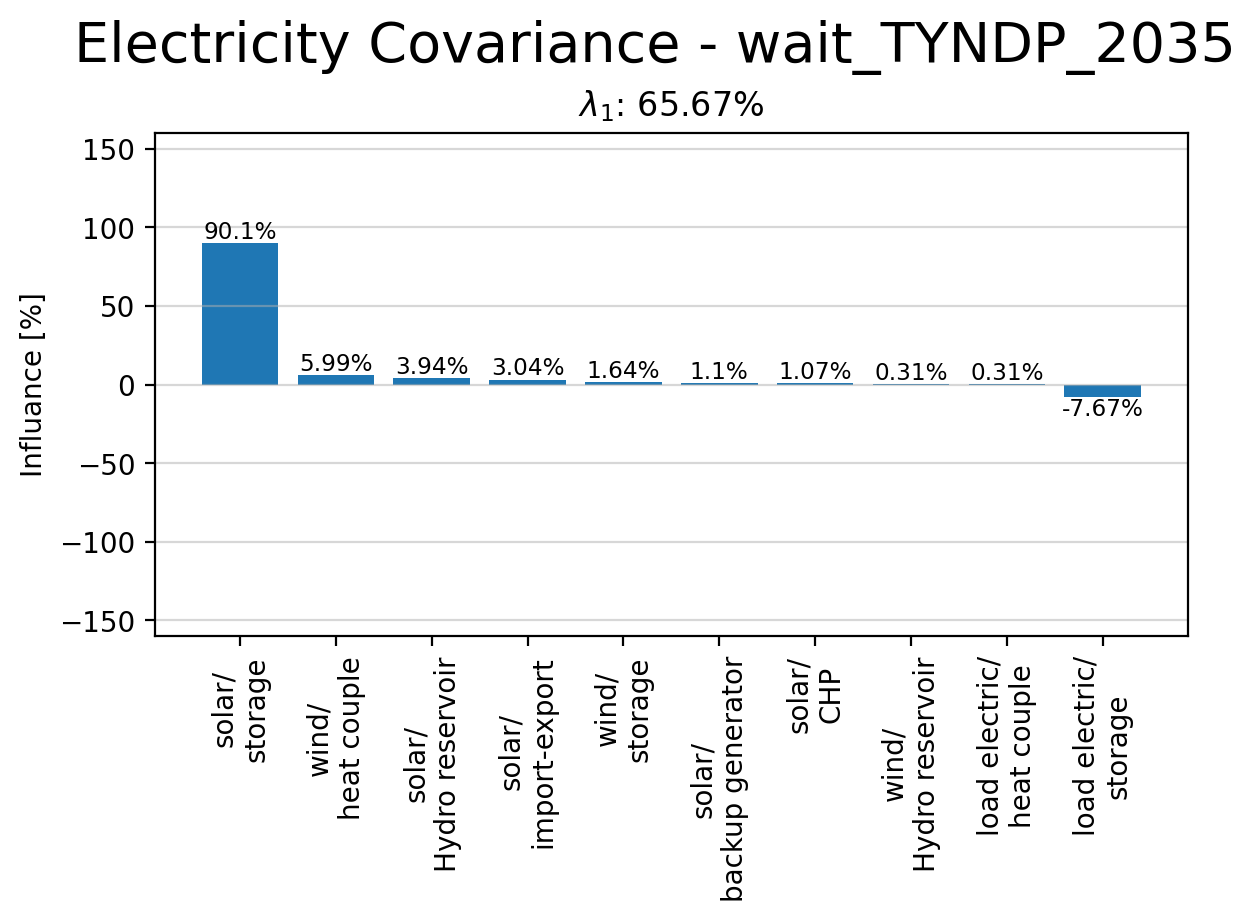 Electricity Covariance - wait_TYNDP_2035
λ₁: 65.67%
150
100
50
0
−50
−100
−150
Influance [%]
90.1%
5.99%
3.94%
3.04%
1.64%
1.1%
1.07%
0.31%
0.31%
-7.67%
solar/
storage
wind/
heat couple
solar/
Hydro reservoir
solar/
import-export
wind/
storage
solar/
backup generator
solar/
CHP
wind/
Hydro reservoir
load electric/
heat couple
load electric/
storage